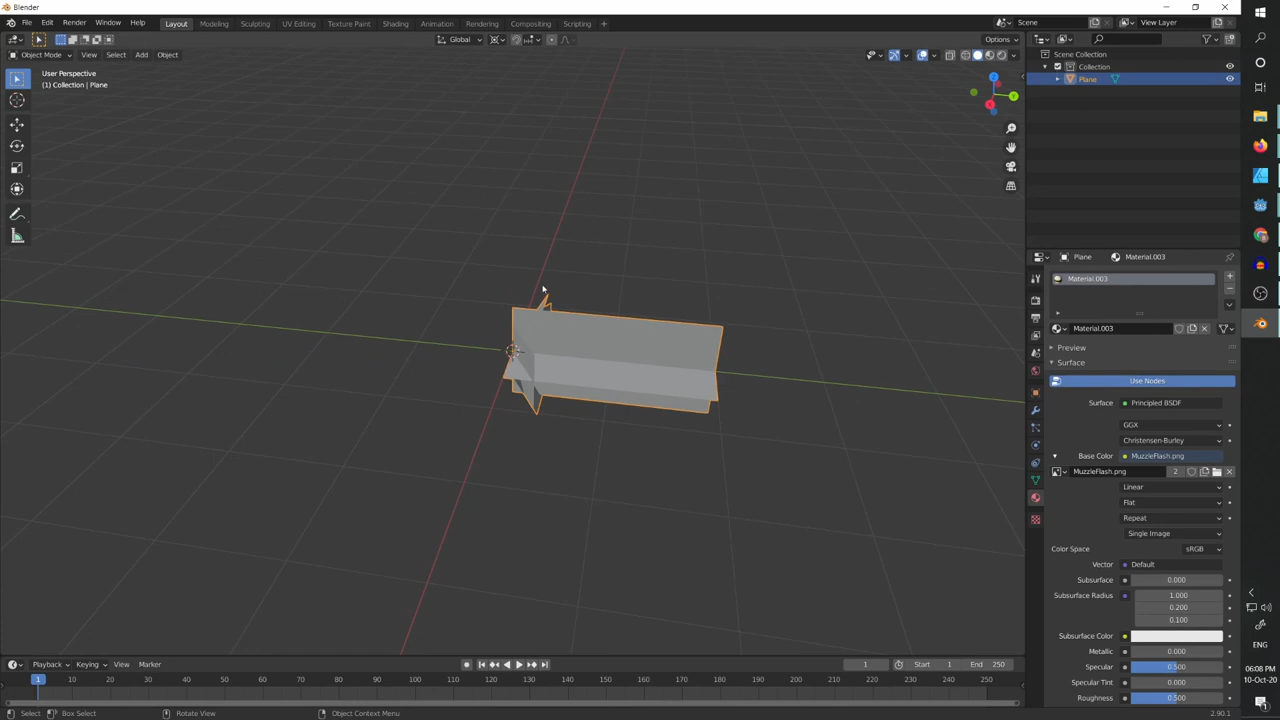 Blender
File Edit Render Window Help
Layout Modeling Sculpting UV Editing Texture Paint Shading Animation Rendering Compositing Scripting +
Scene
View Layer
Global
Options
Object Mode View Select Add Object
User Perspective
(1) Collection | Plane
Y
Scene Collection
Collection
Plane
Plane Material.003
Material.003
Material.003
Preview
Surface
Use Nodes
Surface Principled BSDF
GGX
Christensen-Burley
Base Color MuzzleFlash.png
MuzzleFlash.png 2
Linear
Flat
Repeat
Single Image
Color Space sRGB
Vector Default
Subsurface 0.000
Subsurface Radius 1.000
0.200
0.100
Subsurface Color
Metallic 0.000
Specular 0.500
Specular Tint 0.000
Roughness 0.500
Playback Keying View Marker
1 Start 1 End 250
1 10 20 30 40 50 60 70 80 90 100 110 120 130 140 150 160 170 180 190 200 210 220 230 240 250
Select Box Select Rotate View Object Context Menu
2.90.1
ENG
06:08 PM
10-Oct-20